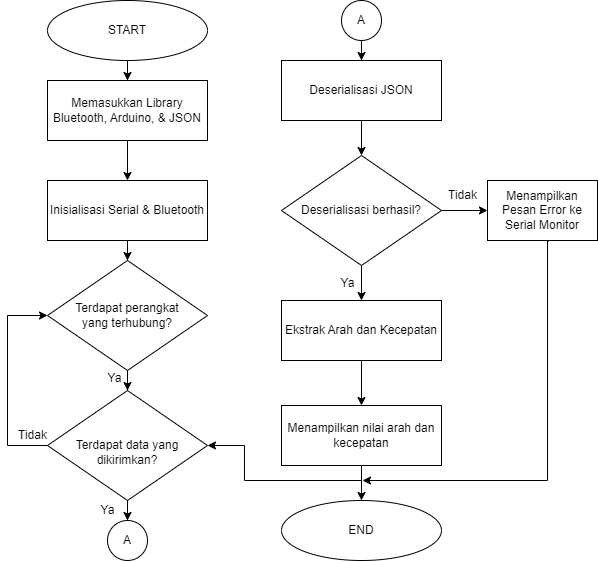 START
Memasukkan Library
Bluetooth, Arduino, & JSON
Inisialisasi Serial & Bluetooth
Terdapat perangkat
yang terhubung?
Ya
Terdapat data yang
dikirimkan?
Tidak
Ya
A
A
Deserialisasi JSON
Deserialisasi berhasil?
Tidak
Menampilkan
Pesan Error ke
Serial Monitor
Ya
Ekstrak Arah dan Kecepatan
Menampilkan nilai arah dan
kecepatan
END